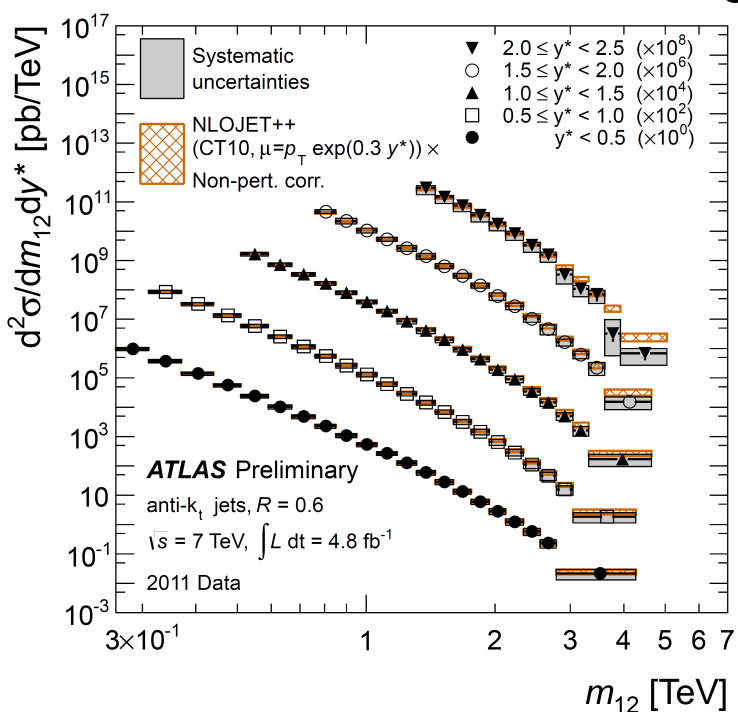 10^17
10^15
10^13
10^11
10^9
10^7
10^5
10^3
10
10^-1
10^-3
d²σ/dm₁₂dy* [pb/TeV]
Systematic
uncertainties
NLOJET++
(CT10, μ=p_T exp(0.3 y*)) ×
Non-pert. corr.
2.0 ≤ y* < 2.5 (×10^8)
1.5 ≤ y* < 2.0 (×10^6)
1.0 ≤ y* < 1.5 (×10^4)
0.5 ≤ y* < 1.0 (×10^2)
y* < 0.5 (×10^0)
ATLAS Preliminary
anti-k_t jets, R = 0.6
√s = 7 TeV, ∫L dt = 4.8 fb^-1
2011 Data
3×10^-1 1 2 3 4 5 6 7
m₁₂ [TeV]